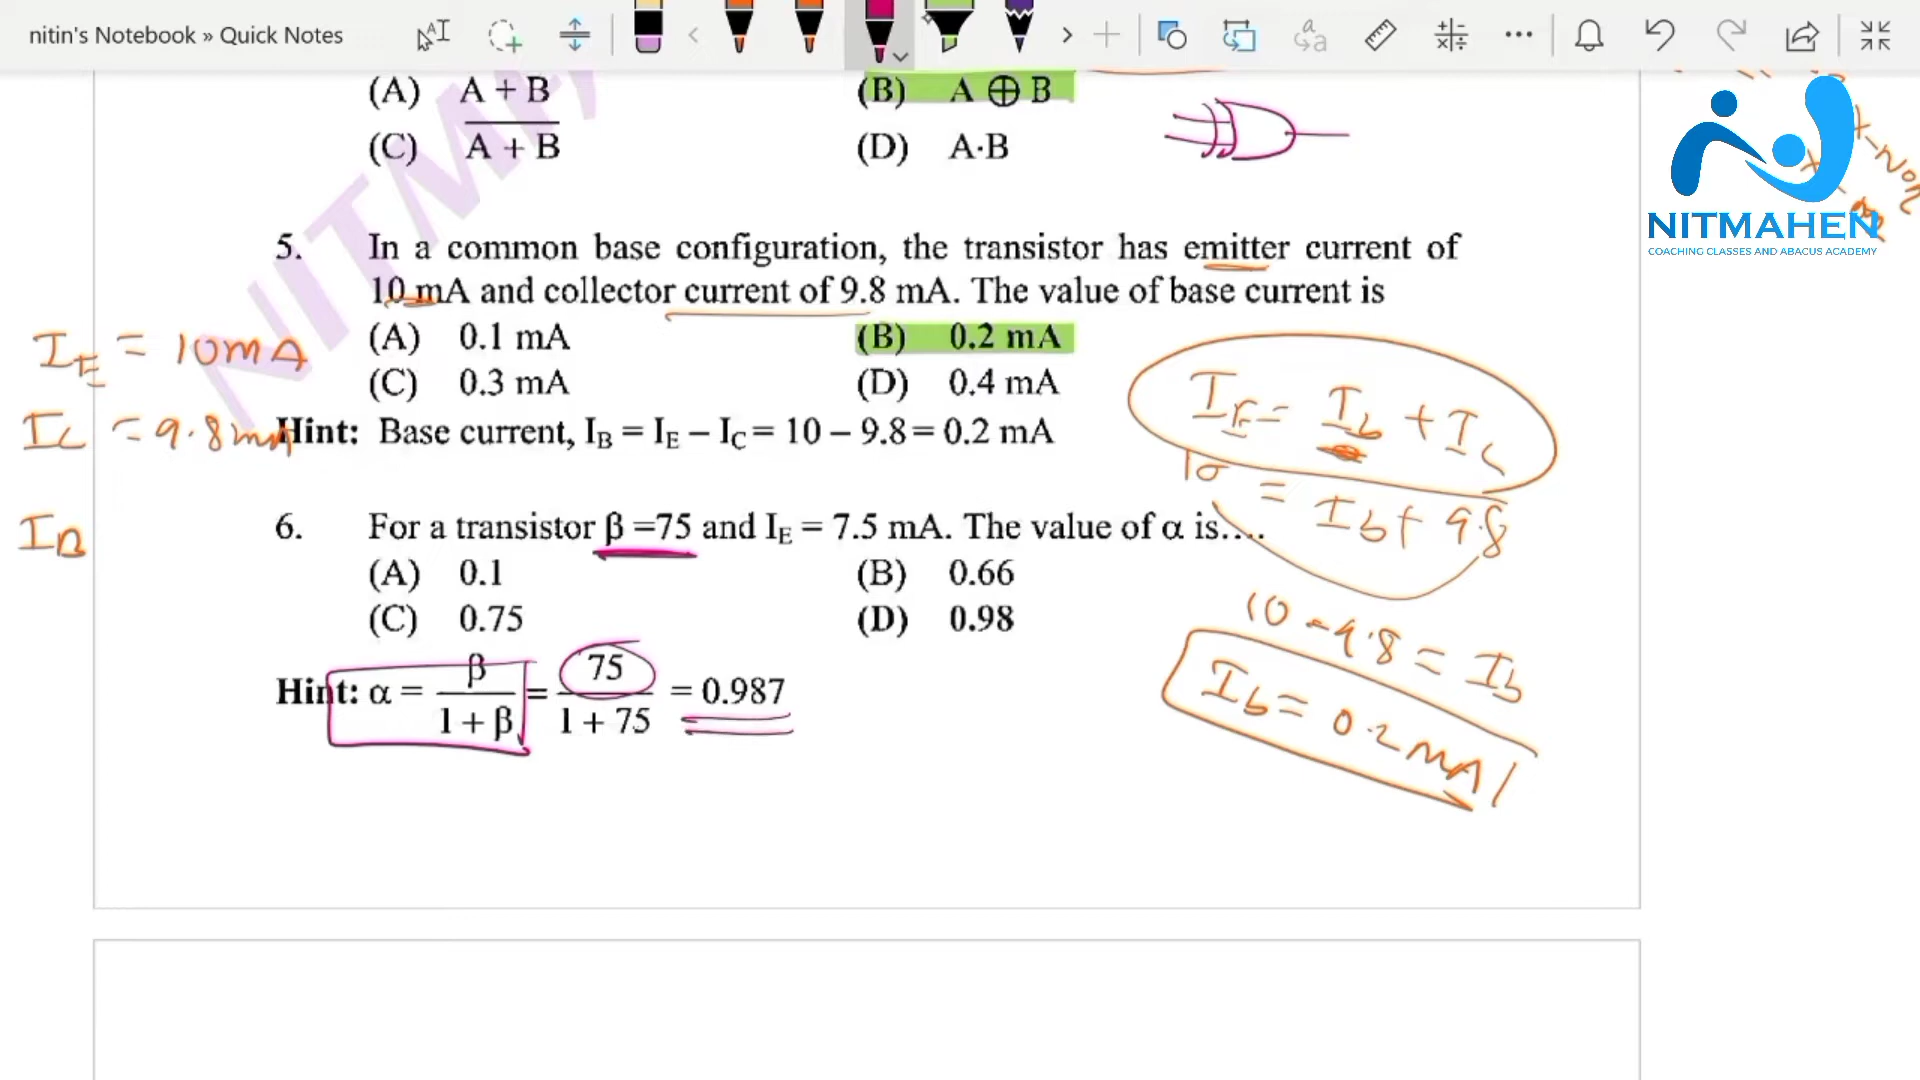 nitin's Notebook » Quick Notes
(A) A + B
(B) A ⊕ B
(C) A + B
(D) A·B
NITMAHEN
COACHING CLASSES AND ABACUS ACADEMY
5. In a common base configuration, the transistor has emitter current of
10 mA and collector current of 9.8 mA. The value of base current is
(A) 0.1 mA
(B) 0.2 mA
(C) 0.3 mA
(D) 0.4 mA
Hint: Base current, IB = IE – IC = 10 – 9.8 = 0.2 mA
IE = 10mA
IC = 9.8mA
IB
IE = Ib + Ic
10 = Ib + 9.8
10 - 9.8 = Ib
Ib = 0.2mA
6. For a transistor β =75 and IE = 7.5 mA. The value of α is....
(A) 0.1
(B) 0.66
(C) 0.75
(D) 0.98
Hint: α = β / 1 + β = 75 / 1 + 75 = 0.987